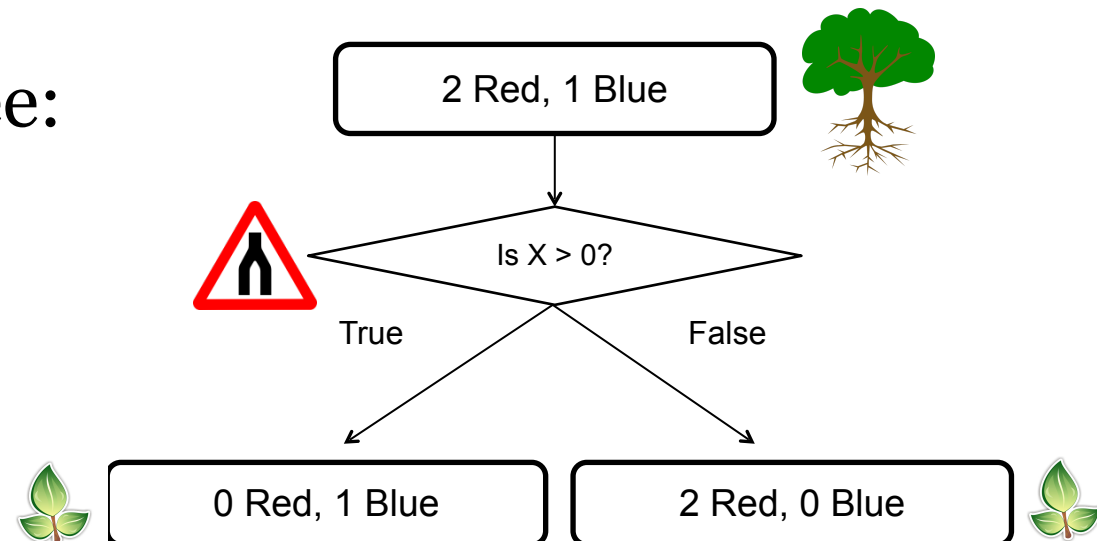 e:
2 Red, 1 Blue
Is X > 0?
True
False
0 Red, 1 Blue
2 Red, 0 Blue